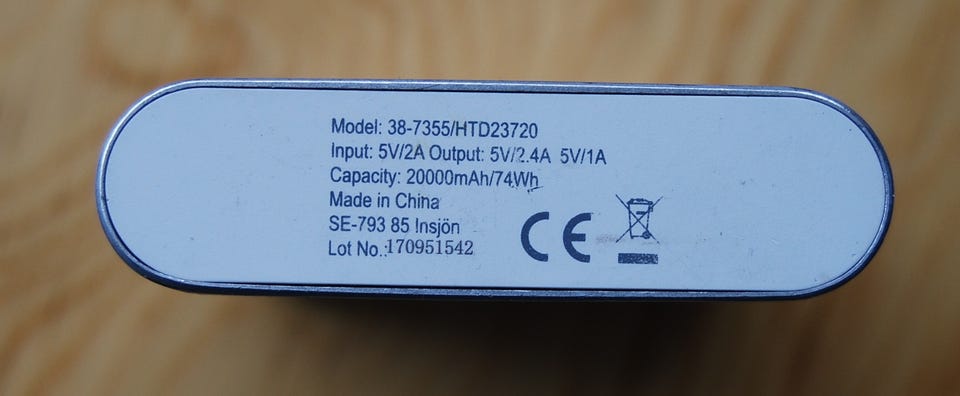 Model: 38-7355/HTD23720
Input: 5V/2A Output: 5V/2.4A 5V/1A
Capacity: 20000mAh/74Wh
Made in China
SE-793 85 Insjön
Lot No.:170951542
CE